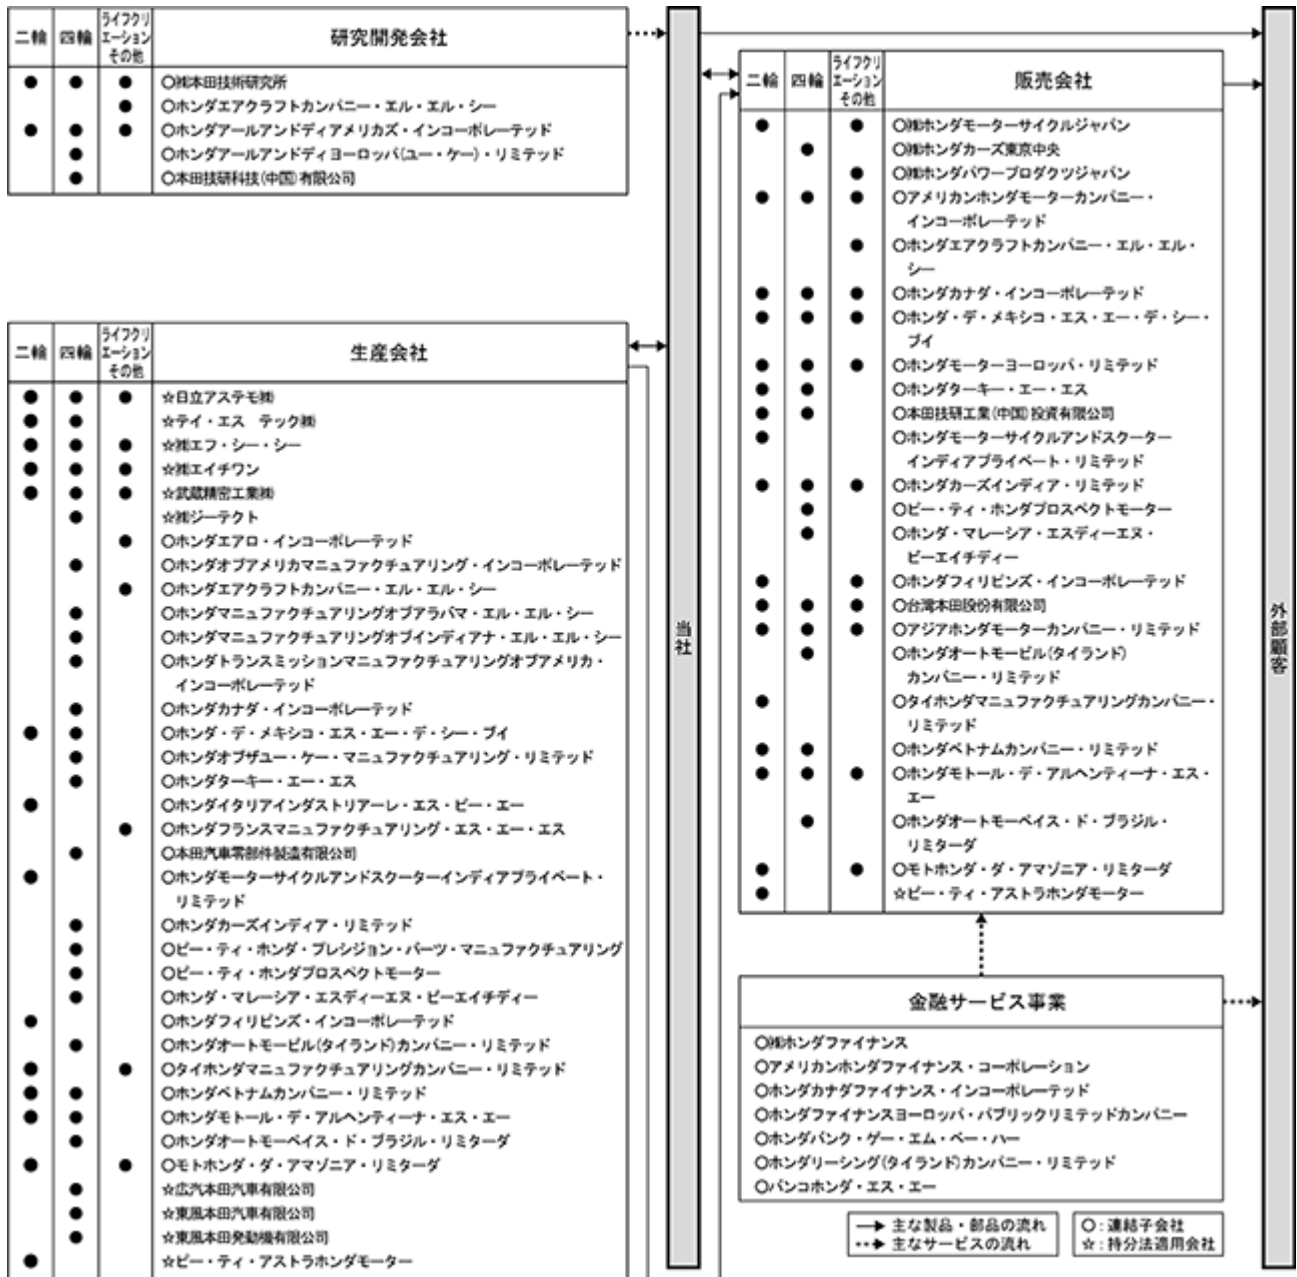 二輪 四輪 ライフクリエーションその他 研究開発会社
● ● ● ○㈱本田技術研究所
● ○ホンダエアクラフトカンパニー・エル・エル・シー
● ● ● ○ホンダアールアンドディアメリカズ・インコーポレーテッド
● ○ホンダアールアンドディヨーロッパ(ユー・ケー)・リミテッド
● ○本田技研科技(中国)有限公司
二輪 四輪 ライフクリエーションその他 生産会社
● ● ● ☆日立アステモ㈱
● ● ☆テイ・エス テック㈱
● ● ● ☆㈱エフ・シー・シー
● ● ● ☆㈱エイチワン
● ● ● ☆武蔵精密工業㈱
● ☆㈱ジーテクト
● ○ホンダエアロ・インコーポレーテッド
● ○ホンダオブアメリカマニュファクチュアリング・インコーポレーテッド
● ○ホンダエアクラフトカンパニー・エル・エル・シー
● ○ホンダマニュファクチュアリングオブアラバマ・エル・エル・シー
● ○ホンダマニュファクチュアリングオブインディアナ・エル・エル・シー
● ○ホンダトランスミッションマニュファクチュアリングオブアメリカ・
インコーポレーテッド
● ○ホンダカナダ・インコーポレーテッド
● ● ○ホンダ・デ・メキシコ・エス・エー・デ・シー・ブイ
● ○ホンダオブザユー・ケー・マニュファクチュアリング・リミテッド
● ○ホンダターキー・エー・エス
● ○ホンダイタリアインダストリアーレ・エス・ピー・エー
● ○ホンダフランスマニュファクチュアリング・エス・エー・エス
● ○本田汽車零部件製造有限公司
● ○ホンダモーターサイクルアンドスクーターインディアプライベート・
リミテッド
● ○ホンダカーズインディア・リミテッド
● ○ピー・ティ・ホンダ・プレシジョン・パーツ・マニュファクチュアリング
● ○ピー・ティ・ホンダプロスペクトモーター
● ○ホンダ・マレーシア・エスディーエヌ・ビーエイチディー
● ○ホンダフィリピンズ・インコーポレーテッド
● ○ホンダオートモービル(タイランド)カンパニー・リミテッド
● ● ○タイホンダマニュファクチュアリングカンパニー・リミテッド
● ● ○ホンダベトナムカンパニー・リミテッド
● ● ○ホンダモトール・デ・アルヘンティーナ・エス・エー
● ○ホンダオートモーベイス・ド・ブラジル・リミターダ
● ● ○モトホンダ・ダ・アマゾニア・リミターダ
● ☆広汽本田汽車有限公司
● ☆東風本田汽車有限公司
● ☆東風本田発動機有限公司
● ☆ピー・ティ・アストラホンダモーター
当社
二輪 四輪 ライフクリエーションその他 販売会社
● ● ○㈱ホンダモーターサイクルジャパン
● ○㈱ホンダカーズ東京中央
● ○㈱ホンダパワープロダクツジャパン
● ● ● ○アメリカンホンダモーターカンパニー・
インコーポレーテッド
● ○ホンダエアクラフトカンパニー・エル・エル・
シー
● ● ● ○ホンダカナダ・インコーポレーテッド
● ● ● ○ホンダ・デ・メキシコ・エス・エー・デ・シー・
ブイ
● ● ● ○ホンダモーターヨーロッパ・リミテッド
● ● ○ホンダターキー・エー・エス
● ● ○本田技研工業(中国)投資有限公司
● ○ホンダモーターサイクルアンドスクーター
インディアプライベート・リミテッド
● ● ● ○ホンダカーズインディア・リミテッド
● ○ピー・ティ・ホンダプロスペクトモーター
● ○ホンダ・マレーシア・エスディーエヌ・
ビーエイチディー
● ● ○ホンダフィリピンズ・インコーポレーテッド
● ● ● ○台灣本田股份有限公司
● ● ● ○アジアホンダモーターカンパニー・リミテッド
● ○ホンダオートモービル(タイランド)
カンパニー・リミテッド
● ○タイホンダマニュファクチュアリングカンパニー・
リミテッド
● ● ○ホンダベトナムカンパニー・リミテッド
● ● ● ○ホンダモトール・デ・アルヘンティーナ・エス・
エー
● ○ホンダオートモーベイス・ド・ブラジル・
リミターダ
● ● ○モトホンダ・ダ・アマゾニア・リミターダ
● ☆ピー・ティ・アストラホンダモーター
金融サービス事業
○㈱ホンダファイナンス
○アメリカンホンダファイナンス・コーポレーション
○ホンダカナダファイナンス・インコーポレーテッド
○ホンダファイナンスヨーロッパ・パブリックリミテッドカンパニー
○ホンダバンク・ゲー・エム・ベー・ハー
○ホンダリーシング(タイランド)カンパニー・リミテッド
○バンコホンダ・エス・エー
主な製品・部品の流れ
主なサービスの流れ
○:連結子会社
☆:持分法適用会社
外部顧客